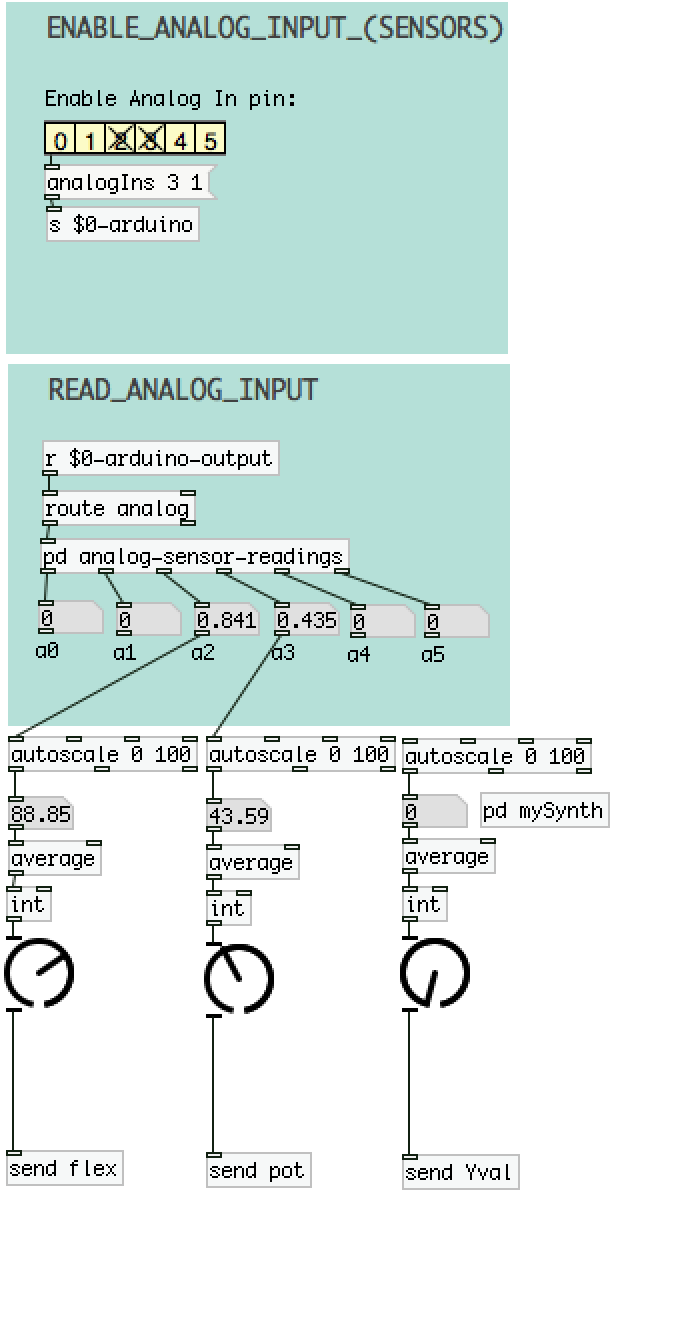 ENABLE_ANALOG_INPUT_(SENSORS)
Enable Analog In pin:
0 1 2 3 4 5
analogIns 3 1
s $0-arduino
READ_ANALOG_INPUT
r $0-arduino-output
route analog
pd analog-sensor-readings
0 0 0.841 0.435 0 0
a0 a1 a2 a3 a4 a5
autoscale 0 100 autoscale 0 100 autoscale 0 100
88.85 43.59 0 pd mySynth
average average average
int int int
send flex send pot send Yval